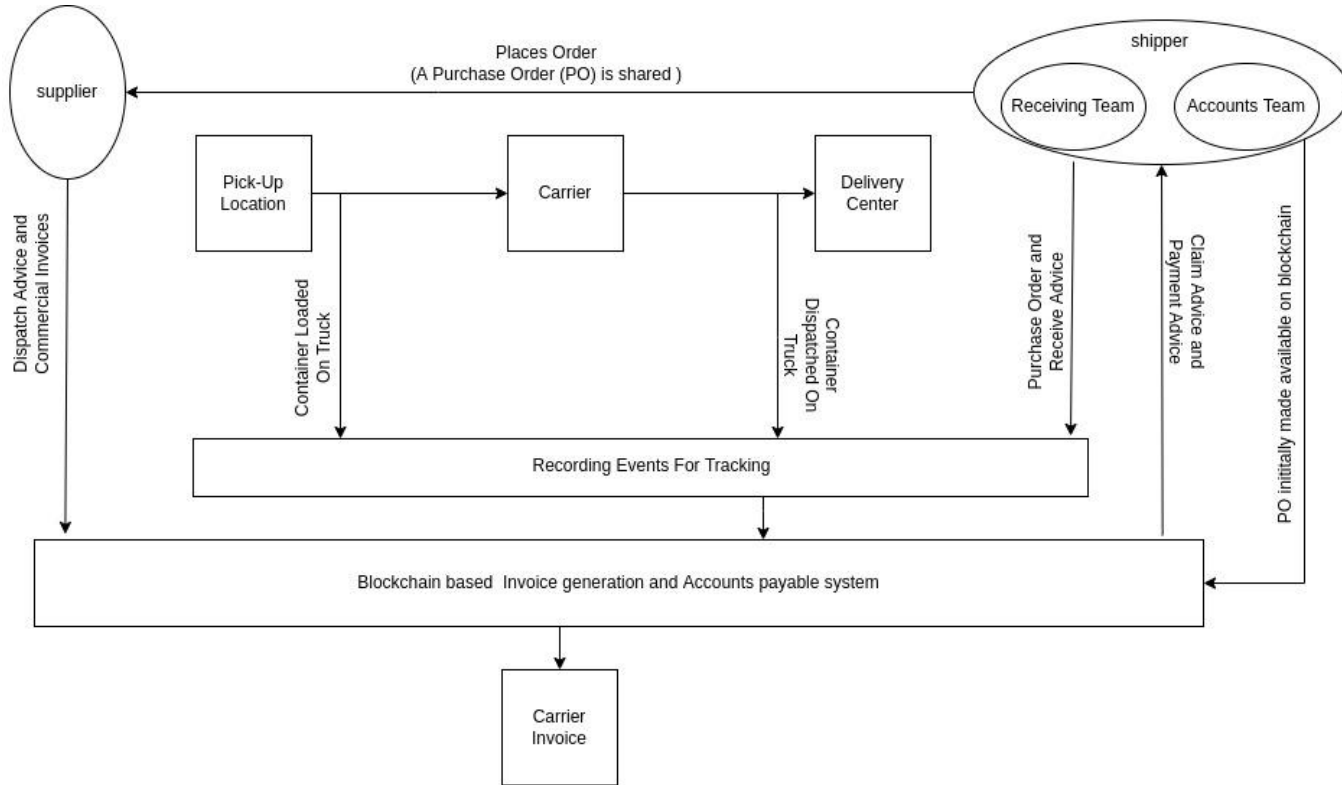 Places Order
(A Purchase Order (PO) is shared )
shipper
supplier
Receiving Team
Accounts Team
Pick-Up
Location
Carrier
Delivery
Center
Dispatch Advice and
Commercial Invoices
Container Loaded
On Truck
Container
Dispatched On
Truck
Purchase Order and
Receive Advice
Claim Advice and
Payment Advice
PO inititally made available on blockchain
Recording Events For Tracking
Blockchain based  Invoice generation and Accounts payable system
Carrier
Invoice